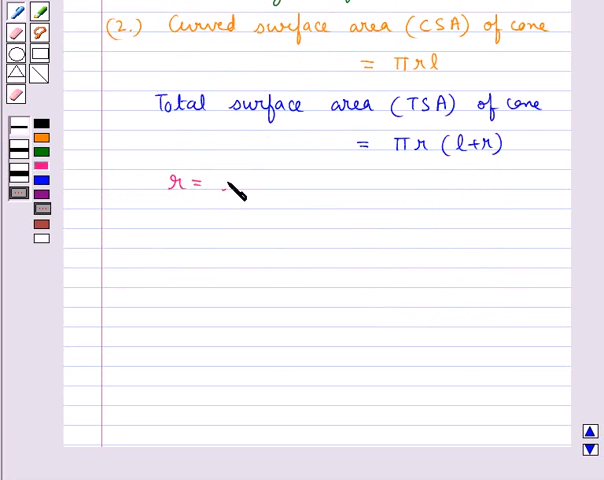 (2.) Curved surface area (CSA) of cone
= πrl
Total surface area (TSA) of cone
= πr (l+r)
r =